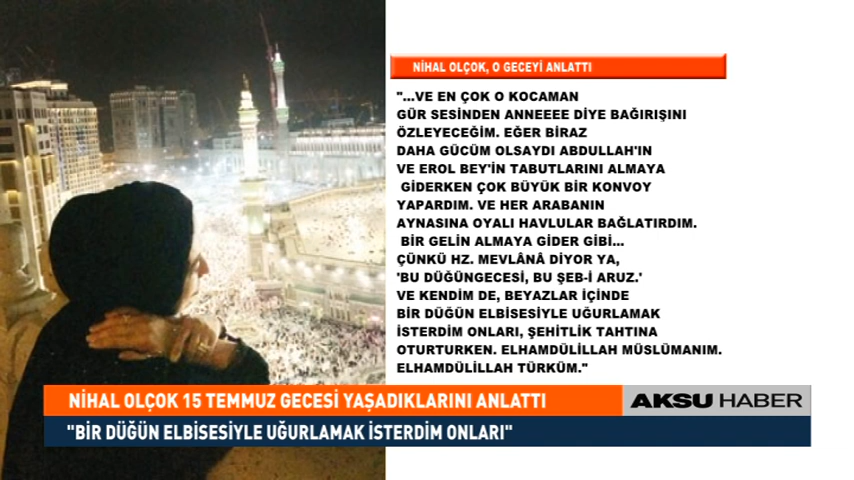 NİHAL OLÇOK, O GECEYİ ANLATTI
"...VE EN ÇOK O KOCAMAN
GÜR SESİNDEN ANNEEEE DİYE BAĞIRIŞINI
ÖZLEYECEĞİM. EĞER BİRAZ
DAHA GÜCÜM OLSAYDI ABDULLAH'IN
VE EROL BEY'İN TABUTLARINI ALMAYA
GİDERKEN ÇOK BÜYÜK BİR KONVOY
YAPARDIM. VE HER ARABANIN
AYNASINA OYALI HAVLULAR BAĞLATIRDIM.
BİR GELİN ALMAYA GİDER GİBİ...
ÇÜNKÜ HZ. MEVLÂNÂ DİYOR YA,
'BU DÜĞÜNGECESİ, BU ŞEB-İ ARUZ.'
VE KENDİM DE, BEYAZLAR İÇİNDE
BİR DÜĞÜN ELBİSESİYLE UĞURLAMAK
İSTERDİM ONLARI, ŞEHİTLİK TAHTINA
OTURTURKEN. ELHAMDÜLİLLAH MÜSLÜMANIM.
ELHAMDÜLİLLAH TÜRKÜM."
NİHAL OLÇOK 15 TEMMUZ GECESİ YAŞADIKLARINI ANLATTI
AKSU HABER
"BİR DÜĞÜN ELBİSESİYLE UĞURLAMAK İSTERDİM ONLARI"